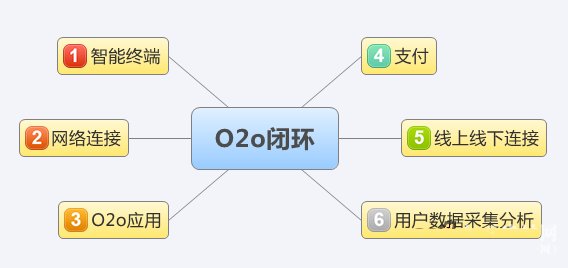 1 智能终端
2 网络连接
3 O2o应用
O2o闭环
4 支付
5 线上线下连接
6 用户数据采集分析